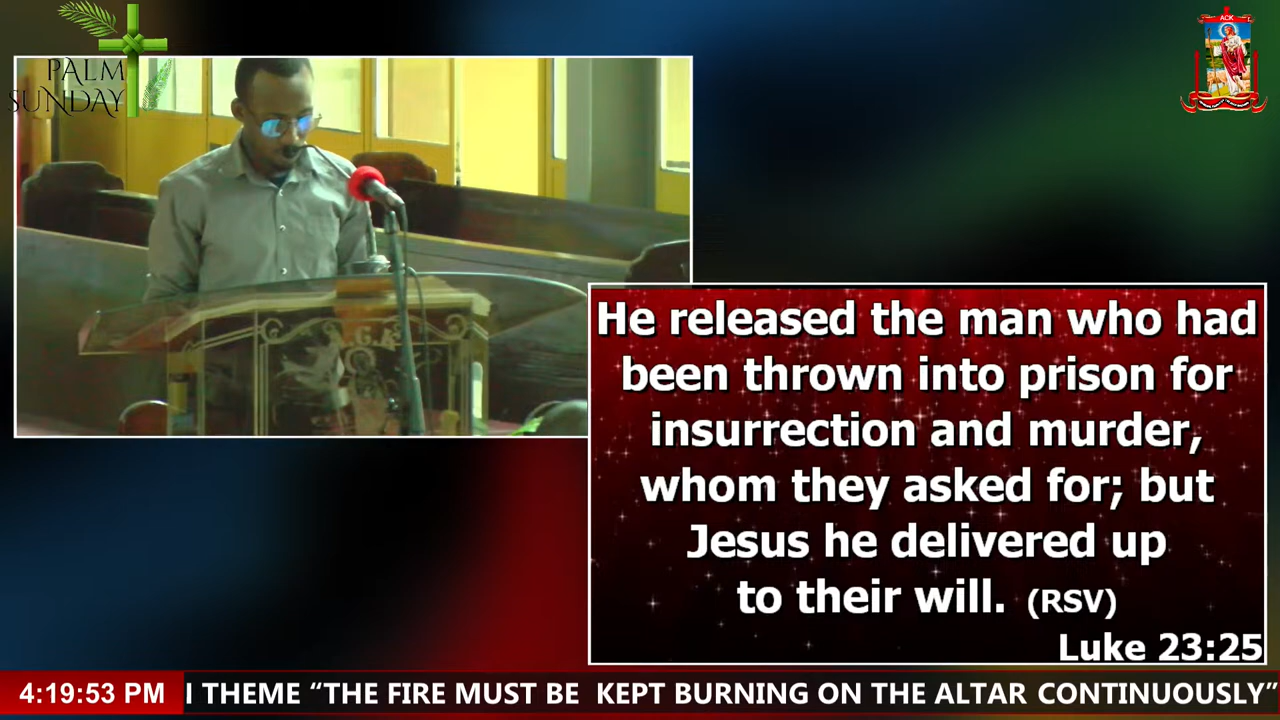 PALM
SUNDAY
ACK
He released the man who had
been thrown into prison for
insurrection and murder,
whom they asked for; but
Jesus he delivered up
to their will. (RSV)
Luke 23:25
4:19:53 PM
THEME “THE FIRE MUST BE KEPT BURNING ON THE ALTAR CONTINUOUSLY”